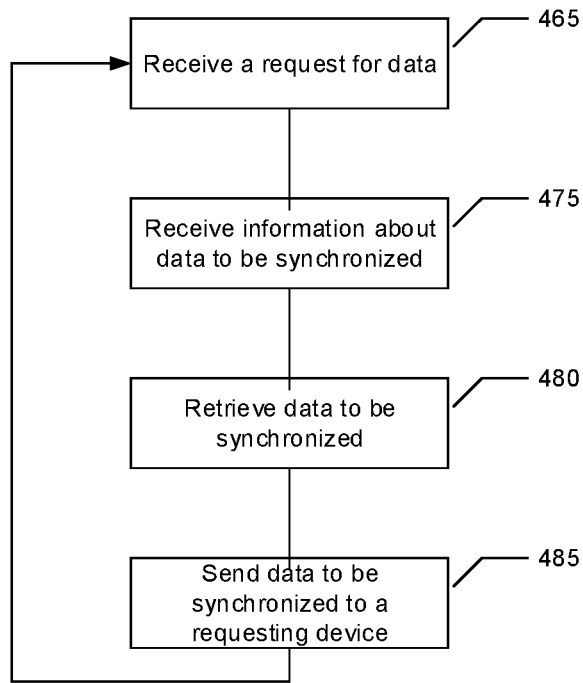 465
Receive a request for data
475
Receive information about
data to be synchronized
480
Retrieve data to be
synchronized
485
Send data to be
synchronized to a
requesting device